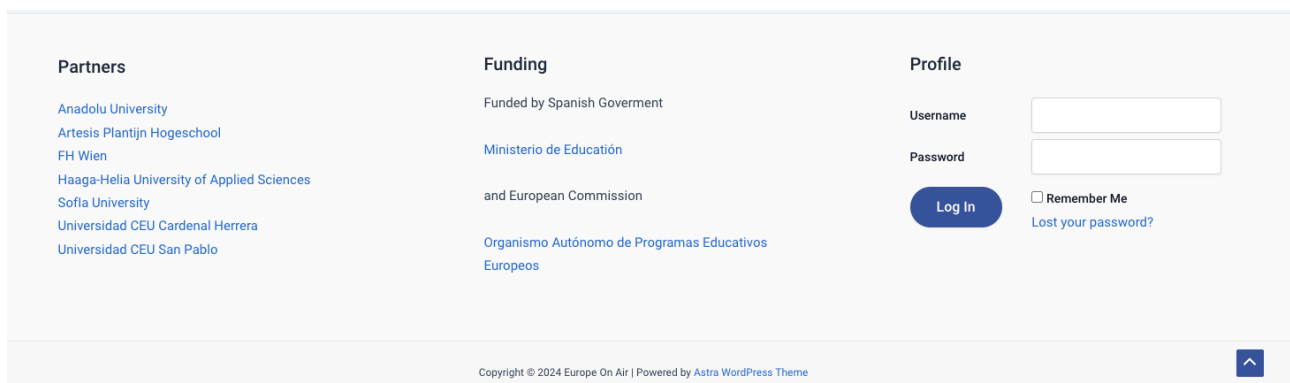 Partners
Anadolu University
Artesis Plantijn Hogeschool
FH Wien
Haaga-Helia University of Applied Sciences
Sofla University
Universidad CEU Cardenal Herrera
Universidad CEU San Pablo
Funding
Funded by Spanish Goverment
Ministerio de Educatión
and European Commission
Organismo Autónomo de Programas Educativos
Europeos
Profile
Username
Password
Log In
Remember Me
Lost your password?
Copyright © 2024 Europe On Air | Powered by Astra WordPress Theme